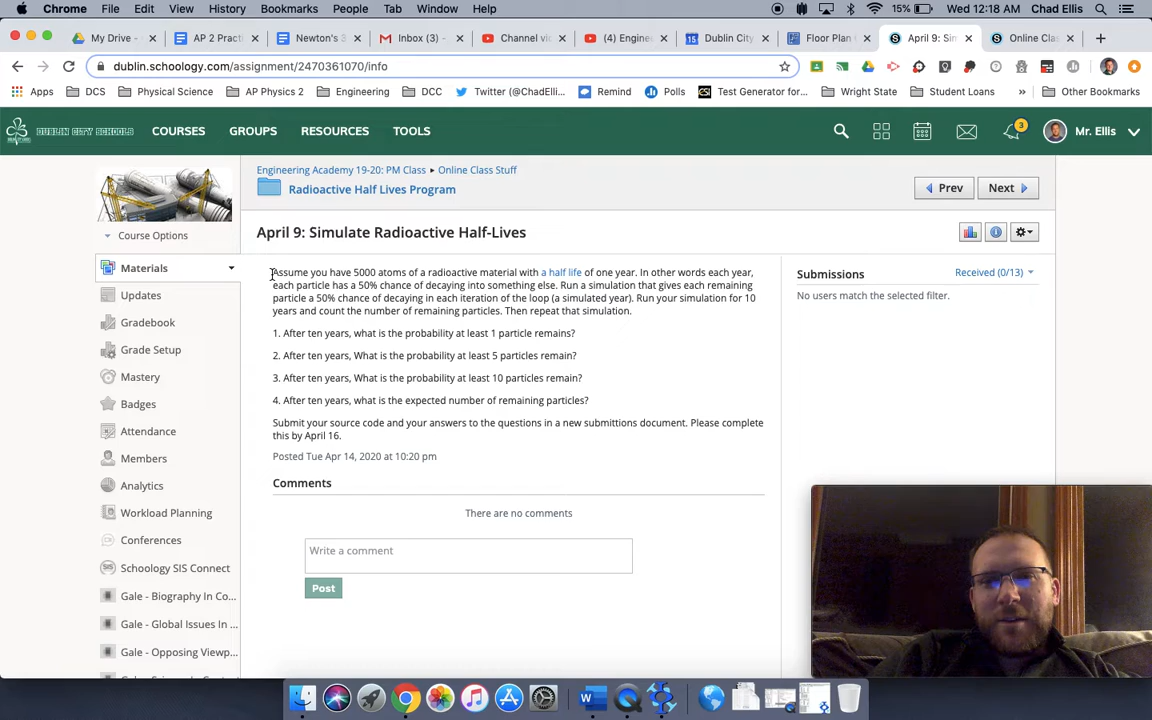 Chrome File Edit View History Bookmarks People Tab Window Help 15% Wed 12:18 AM Chad Ellis
My Drive - AP 2 Practi Newton's 3 Inbox (3) - Channel vi (4) Engine Dublin City Floor Plan April 9: Sim Online Cla
dublin.schoology.com/assignment/2470361070/info
Apps DCS Physical Science AP Physics 2 Engineering DCC Twitter (@ChadElli... Remind Polls Test Generator for... Wright State Student Loans » Other Bookmarks
DUBLIN CITY SCHOOLS COURSES GROUPS RESOURCES TOOLS 3 Mr. Ellis
Engineering Academy 19-20: PM Class ▸ Online Class Stuff
Radioactive Half Lives Program
Prev Next
April 9: Simulate Radioactive Half-Lives
Course Options
Materials
Updates
Gradebook
Grade Setup
Mastery
Badges
Attendance
Members
Analytics
Workload Planning
Conferences
Schoology SIS Connect
Gale - Biography In Co...
Gale - Global Issues In ...
Gale - Opposing Viewp...
Assume you have 5000 atoms of a radioactive material with a half life of one year. In other words each year,
each particle has a 50% chance of decaying into something else. Run a simulation that gives each remaining
particle a 50% chance of decaying in each iteration of the loop (a simulated year). Run your simulation for 10
years and count the number of remaining particles. Then repeat that simulation.
1. After ten years, what is the probability at least 1 particle remains?
2. After ten years, What is the probability at least 5 particles remain?
3. After ten years, What is the probability at least 10 particles remain?
4. After ten years, what is the expected number of remaining particles?
Submit your source code and your answers to the questions in a new submittions document. Please complete
this by April 16.
Posted Tue Apr 14, 2020 at 10:20 pm
Comments
There are no comments
Write a comment
Post
Submissions Received (0/13)
No users match the selected filter.